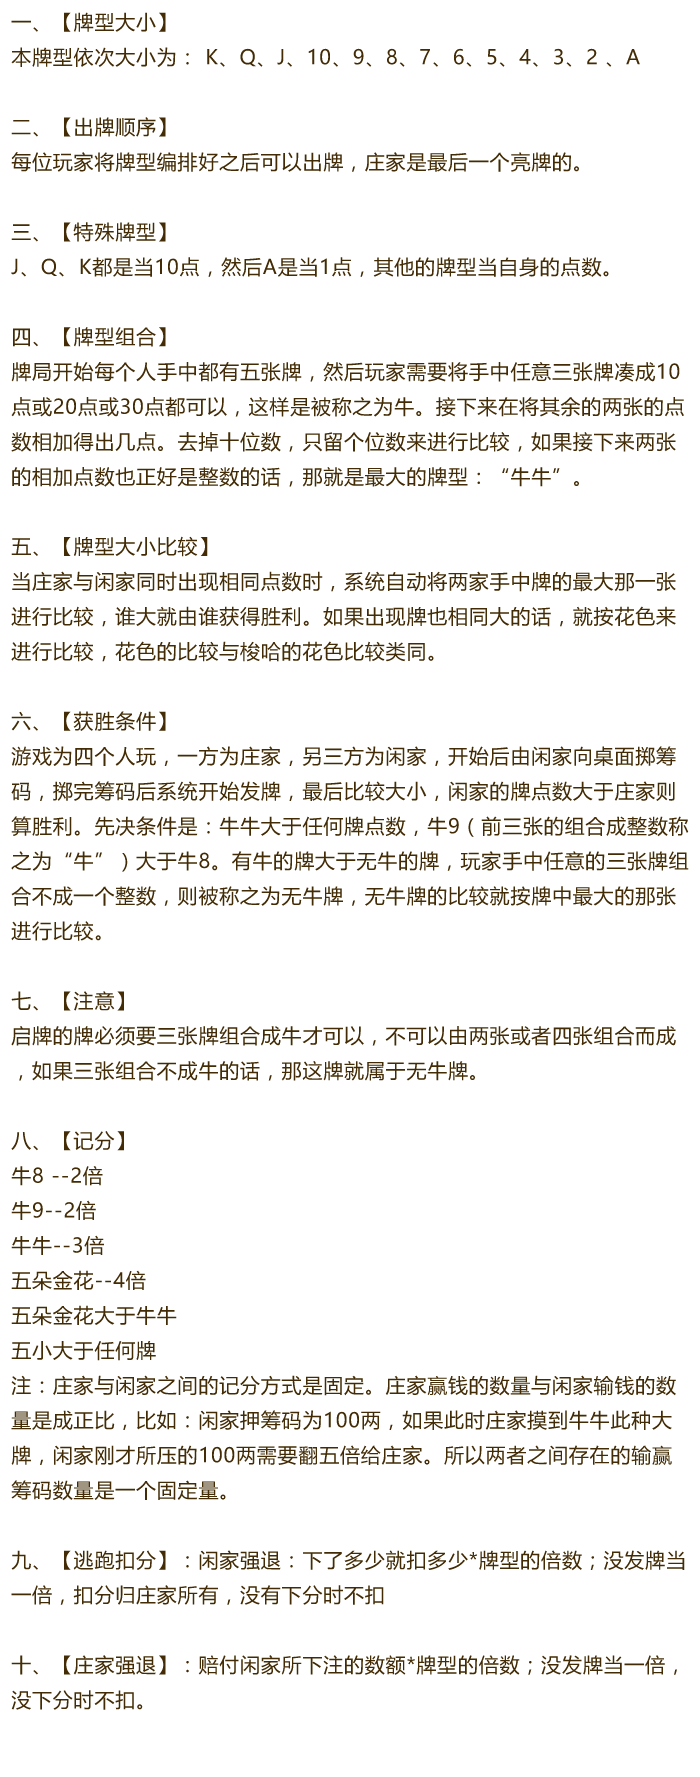 一、【牌型大小】
本牌型依次大小为： K、Q、J、10、9、8、7、6、5、4、3、2 、A
二、【出牌顺序】
每位玩家将牌型编排好之后可以出牌，庄家是最后一个亮牌的。
三、【特殊牌型】
J、Q、K都是当10点，然后A是当1点，其他的牌型当自身的点数。
四、【牌型组合】
牌局开始每个人手中都有五张牌，然后玩家需要将手中任意三张牌凑成10
点或20点或30点都可以，这样是被称之为牛。接下来在将其余的两张的点
数相加得出几点。去掉十位数，只留个位数来进行比较，如果接下来两张
的相加点数也正好是整数的话，那就是最大的牌型：“牛牛”。
五、【牌型大小比较】
当庄家与闲家同时出现相同点数时，系统自动将两家手中牌的最大那一张
进行比较，谁大就由谁获得胜利。如果出现牌也相同大的话，就按花色来
进行比较，花色的比较与梭哈的花色比较类同。
六、【获胜条件】
游戏为四个人玩，一方为庄家，另三方为闲家，开始后由闲家向桌面掷筹
码，掷完筹码后系统开始发牌，最后比较大小，闲家的牌点数大于庄家则
算胜利。先决条件是：牛牛大于任何牌点数，牛9（前三张的组合成整数称
之为“牛”）大于牛8。有牛的牌大于无牛的牌，玩家手中任意的三张牌组
合不成一个整数，则被称之为无牛牌，无牛牌的比较就按牌中最大的那张
进行比较。
七、【注意】
启牌的牌必须要三张牌组合成牛才可以，不可以由两张或者四张组合而成
，如果三张组合不成牛的话，那这牌就属于无牛牌。
八、【记分】
牛8 --2倍
牛9--2倍
牛牛--3倍
五朵金花--4倍
五朵金花大于牛牛
五小大于任何牌
注：庄家与闲家之间的记分方式是固定。庄家赢钱的数量与闲家输钱的数
量是成正比，比如：闲家押筹码为100两，如果此时庄家摸到牛牛此种大
牌，闲家刚才所压的100两需要翻五倍给庄家。所以两者之间存在的输赢
筹码数量是一个固定量。
九、【逃跑扣分】：闲家强退：下了多少就扣多少*牌型的倍数；没发牌当
一倍，扣分归庄家所有，没有下分时不扣
十、【庄家强退】：赔付闲家所下注的数额*牌型的倍数；没发牌当一倍，
没下分时不扣。